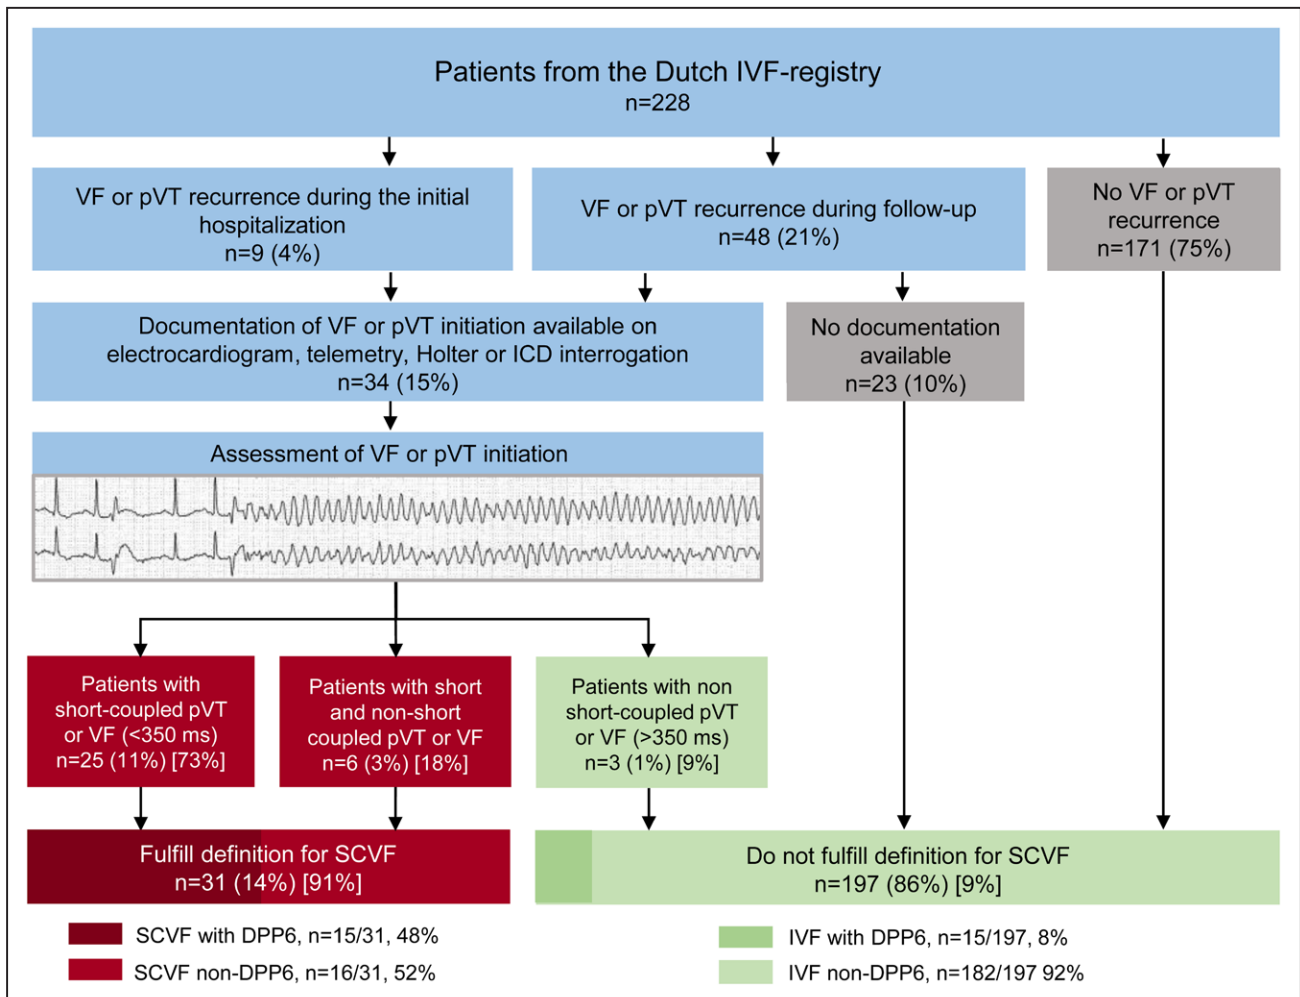 Patients from the Dutch IVF-registry
n=228
VF or pVT recurrence during the initial
hospitalization
n=9 (4%)
VF or pVT recurrence during follow-up
n=48 (21%)
No VF or pVT
recurrence
n=171 (75%)
Documentation of VF or pVT initiation available on
electrocardiogram, telemetry, Holter or ICD interrogation
n=34 (15%)
No documentation
available
n=23 (10%)
Assessment of VF or pVT initiation
Patients with
short-coupled pVT
or VF (<350 ms)
n=25 (11%) [73%]
Patients with short
and non-short
coupled pVT or VF
n=6 (3%) [18%]
Patients with non
short-coupled pVT
or VF (>350 ms)
n=3 (1%) [9%]
Fulfill definition for SCVF
n=31 (14%) [91%]
Do not fulfill definition for SCVF
n=197 (86%) [9%]
SCVF with DPP6, n=15/31, 48%
SCVF non-DPP6, n=16/31, 52%
IVF with DPP6, n=15/197, 8%
IVF non-DPP6, n=182/197 92%